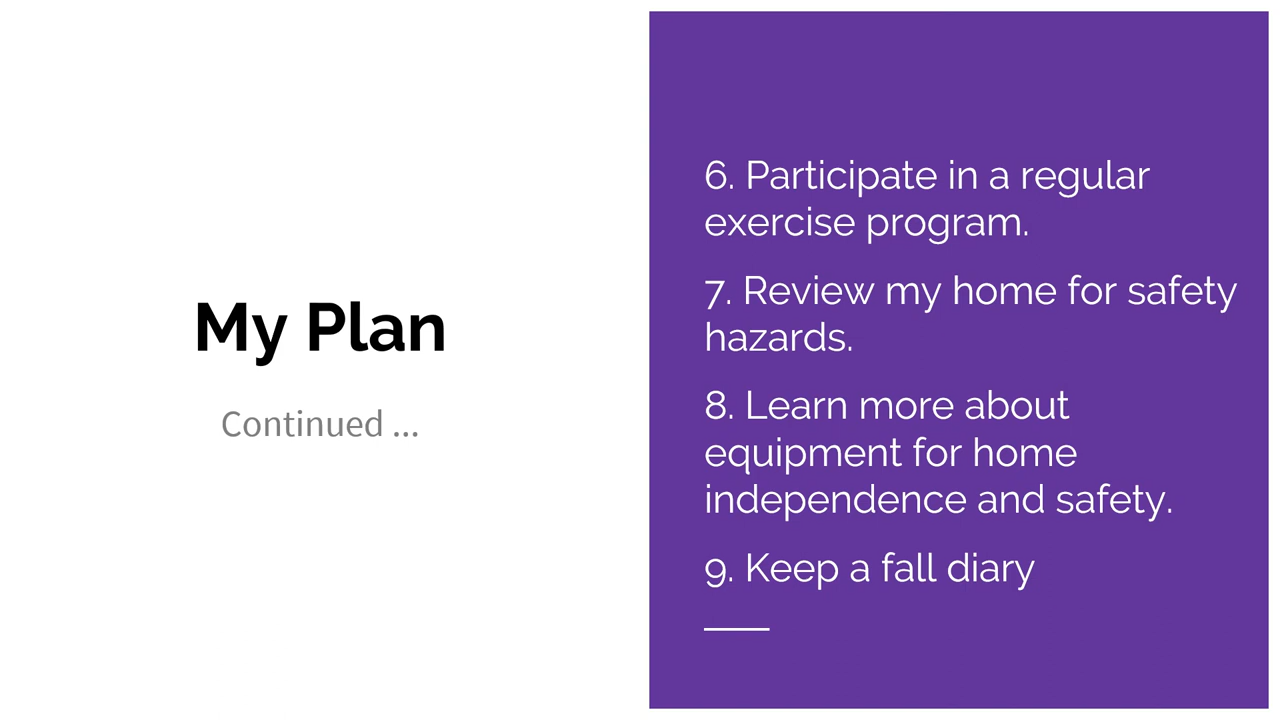 My Plan
Continued ...
6. Participate in a regular
exercise program.
7. Review my home for safety
hazards.
8. Learn more about
equipment for home
independence and safety.
9. Keep a fall diary